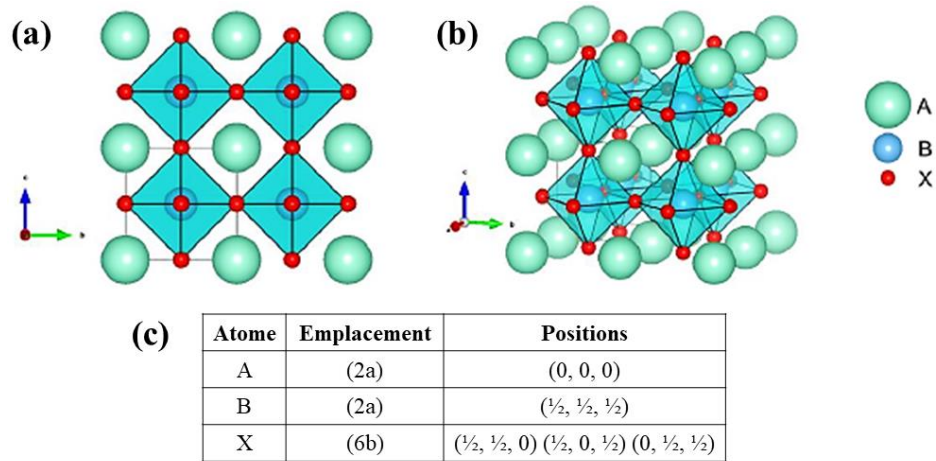 (a)
(b)
c
b
c
a
b
A
B
X
(c)
Atome Emplacement Positions
A (2a) (0, 0, 0)
B (2a) (½, ½, ½)
X (6b) (½, ½, 0) (½, 0, ½) (0, ½, ½)